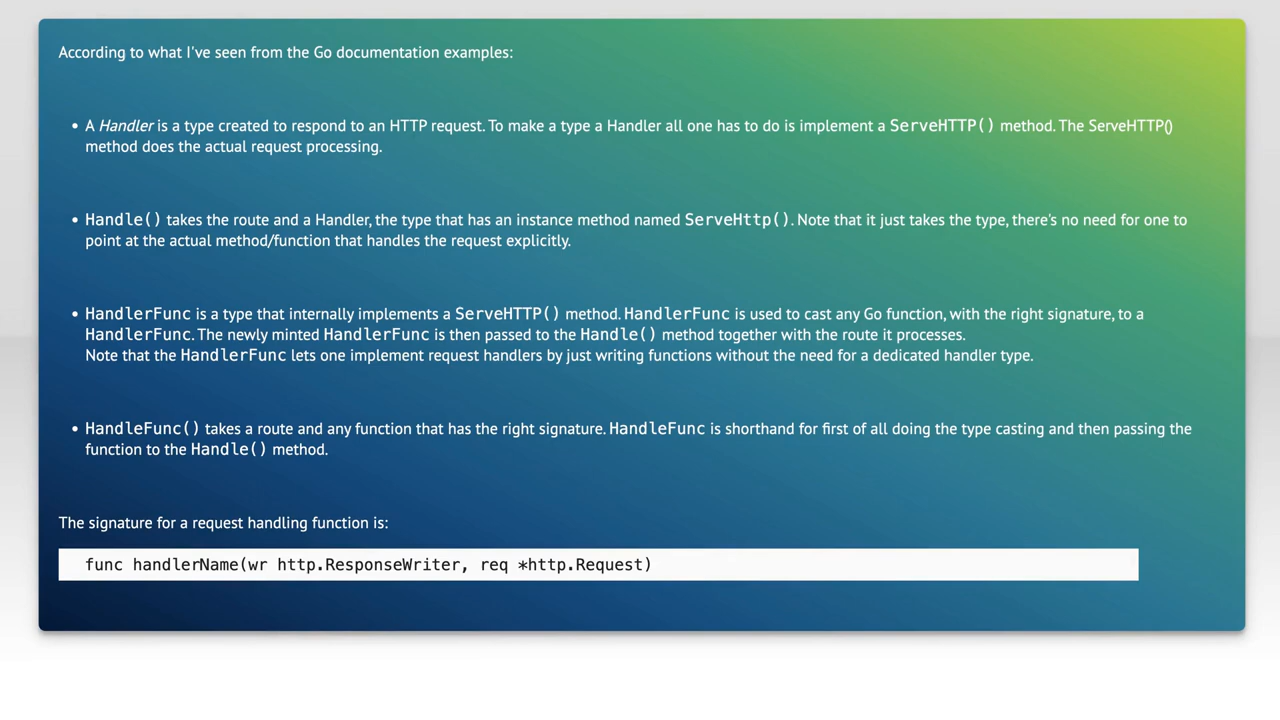 According to what I've seen from the Go documentation examples:
• A Handler is a type created to respond to an HTTP request. To make a type a Handler all one has to do is implement a ServeHTTP() method. The ServeHTTP()
method does the actual request processing.
• Handle() takes the route and a Handler, the type that has an instance method named ServeHttp(). Note that it just takes the type, there's no need for one to
point at the actual method/function that handles the request explicitly.
• HandlerFunc is a type that internally implements a ServeHTTP() method. HandlerFunc is used to cast any Go function, with the right signature, to a
HandlerFunc. The newly minted HandlerFunc is then passed to the Handle() method together with the route it processes.
Note that the HandlerFunc lets one implement request handlers by just writing functions without the need for a dedicated handler type.
• HandleFunc() takes a route and any function that has the right signature. HandleFunc is shorthand for first of all doing the type casting and then passing the
function to the Handle() method.
The signature for a request handling function is:
func handlerName(wr http.ResponseWriter, req *http.Request)